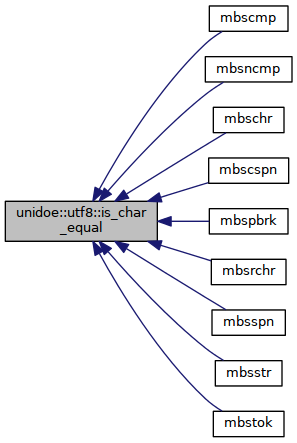 mbscmp
mbsncmp
mbschr
mbscspn
unidoe::utf8::is_char
_equal
mbspbrk
mbsrchr
mbsspn
mbsstr
mbstok